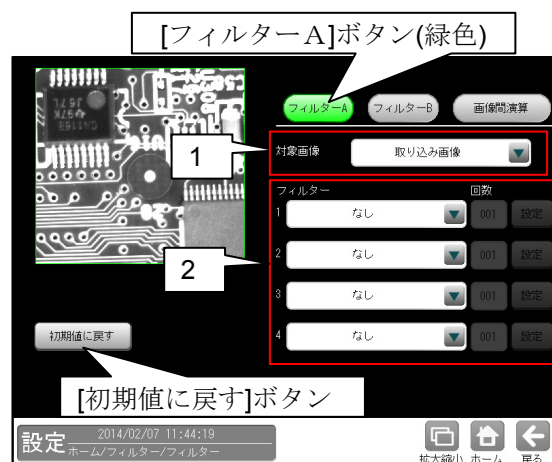 [フィルターA]ボタン(緑色)
フィルターA
フィルターB
画像間演算
1
対象画像
取り込み画像
フィルター
回数
1
なし
001
設定
2
2
なし
001
設定
3
なし
001
設定
初期値に戻す
4
なし
001
設定
[初期値に戻す]ボタン
設定
2014/02/07 11:44:19
ホーム/フィルター/フィルター
拡大縮小
ホーム
戻る